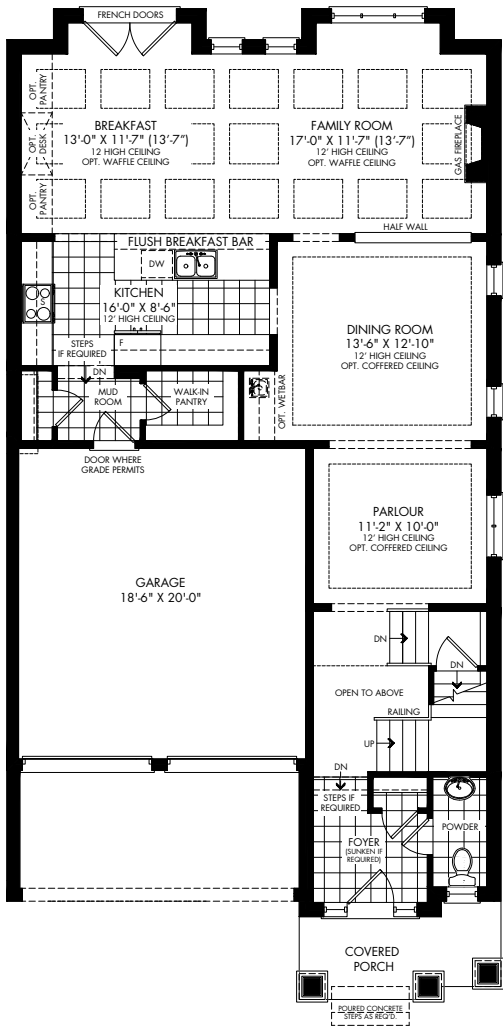 FRENCH DOORS
OPT.
PANTRY
BREAKFAST
13'-0" X 11'-7" (13'-7")
12 HIGH CEILING
OPT. WAFFLE CEILING
FAMILY ROOM
17'-0" X 11'-7" (13'-7")
12' HIGH CEILING
OPT. WAFFLE CEILING
GAS FIREPLACE
OPT.
DESK
OPT.
PANTRY
HALF WALL
FLUSH BREAKFAST BAR
DW
KITCHEN
16'-0" X 8'-6"
12' HIGH CEILING
S
F
STEPS
IF REQUIRED
DN
MUD
ROOM
WALK-IN
PANTRY
OPT. WETBAR
DINING ROOM
13'-6" X 12'-10"
12' HIGH CEILING
OPT. COFFERED CEILING
DOOR WHERE
GRADE PERMITS
PARLOUR
11'-2" X 10'-0"
12' HIGH CEILING
OPT. COFFERED CEILING
GARAGE
18'-6" X 20'-0"
DN
DN
OPEN TO ABOVE
RAILING
UP
DN
STEPS IF
REQUIRED
FOYER
(SUNKEN IF
REQUIRED)
POWDER
COVERED
PORCH
POURED CONCRETE
STEPS AS REQ'D.